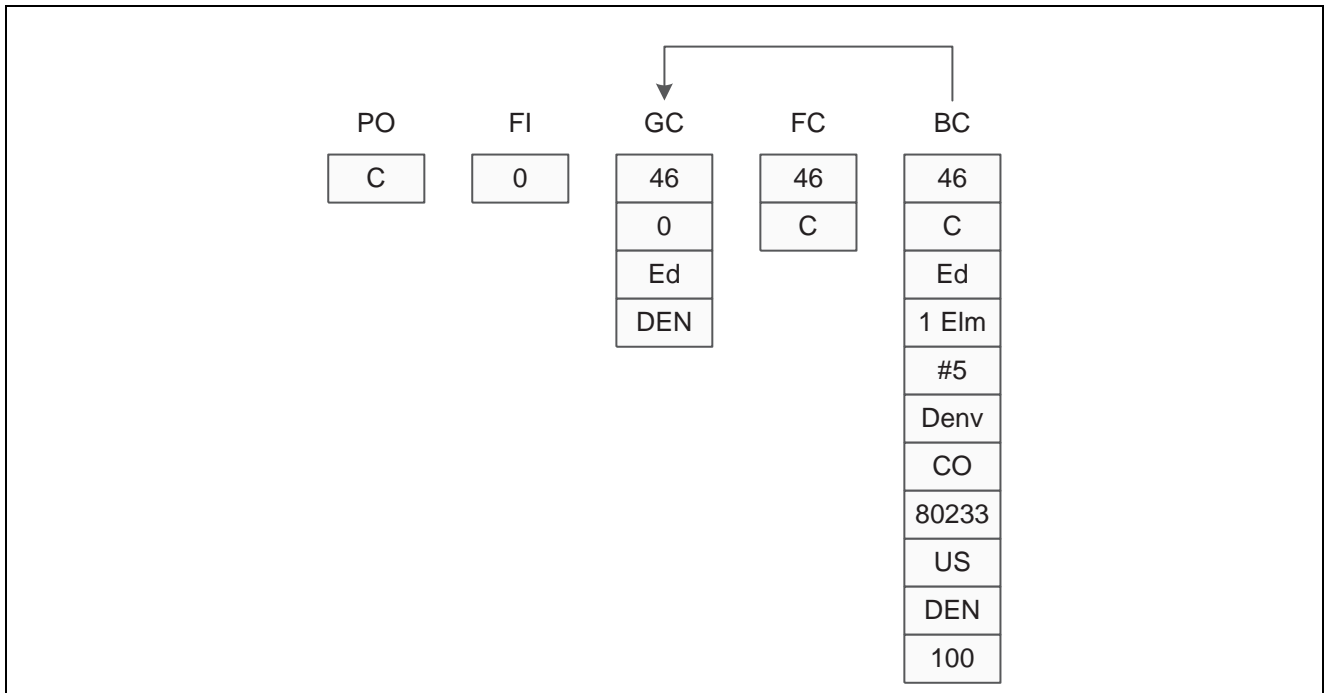 PO FI GC FC BC
C 0 46 46 46
0 C C
Ed Ed
DEN 1 Elm
#5
Denv
CO
80233
US
DEN
100